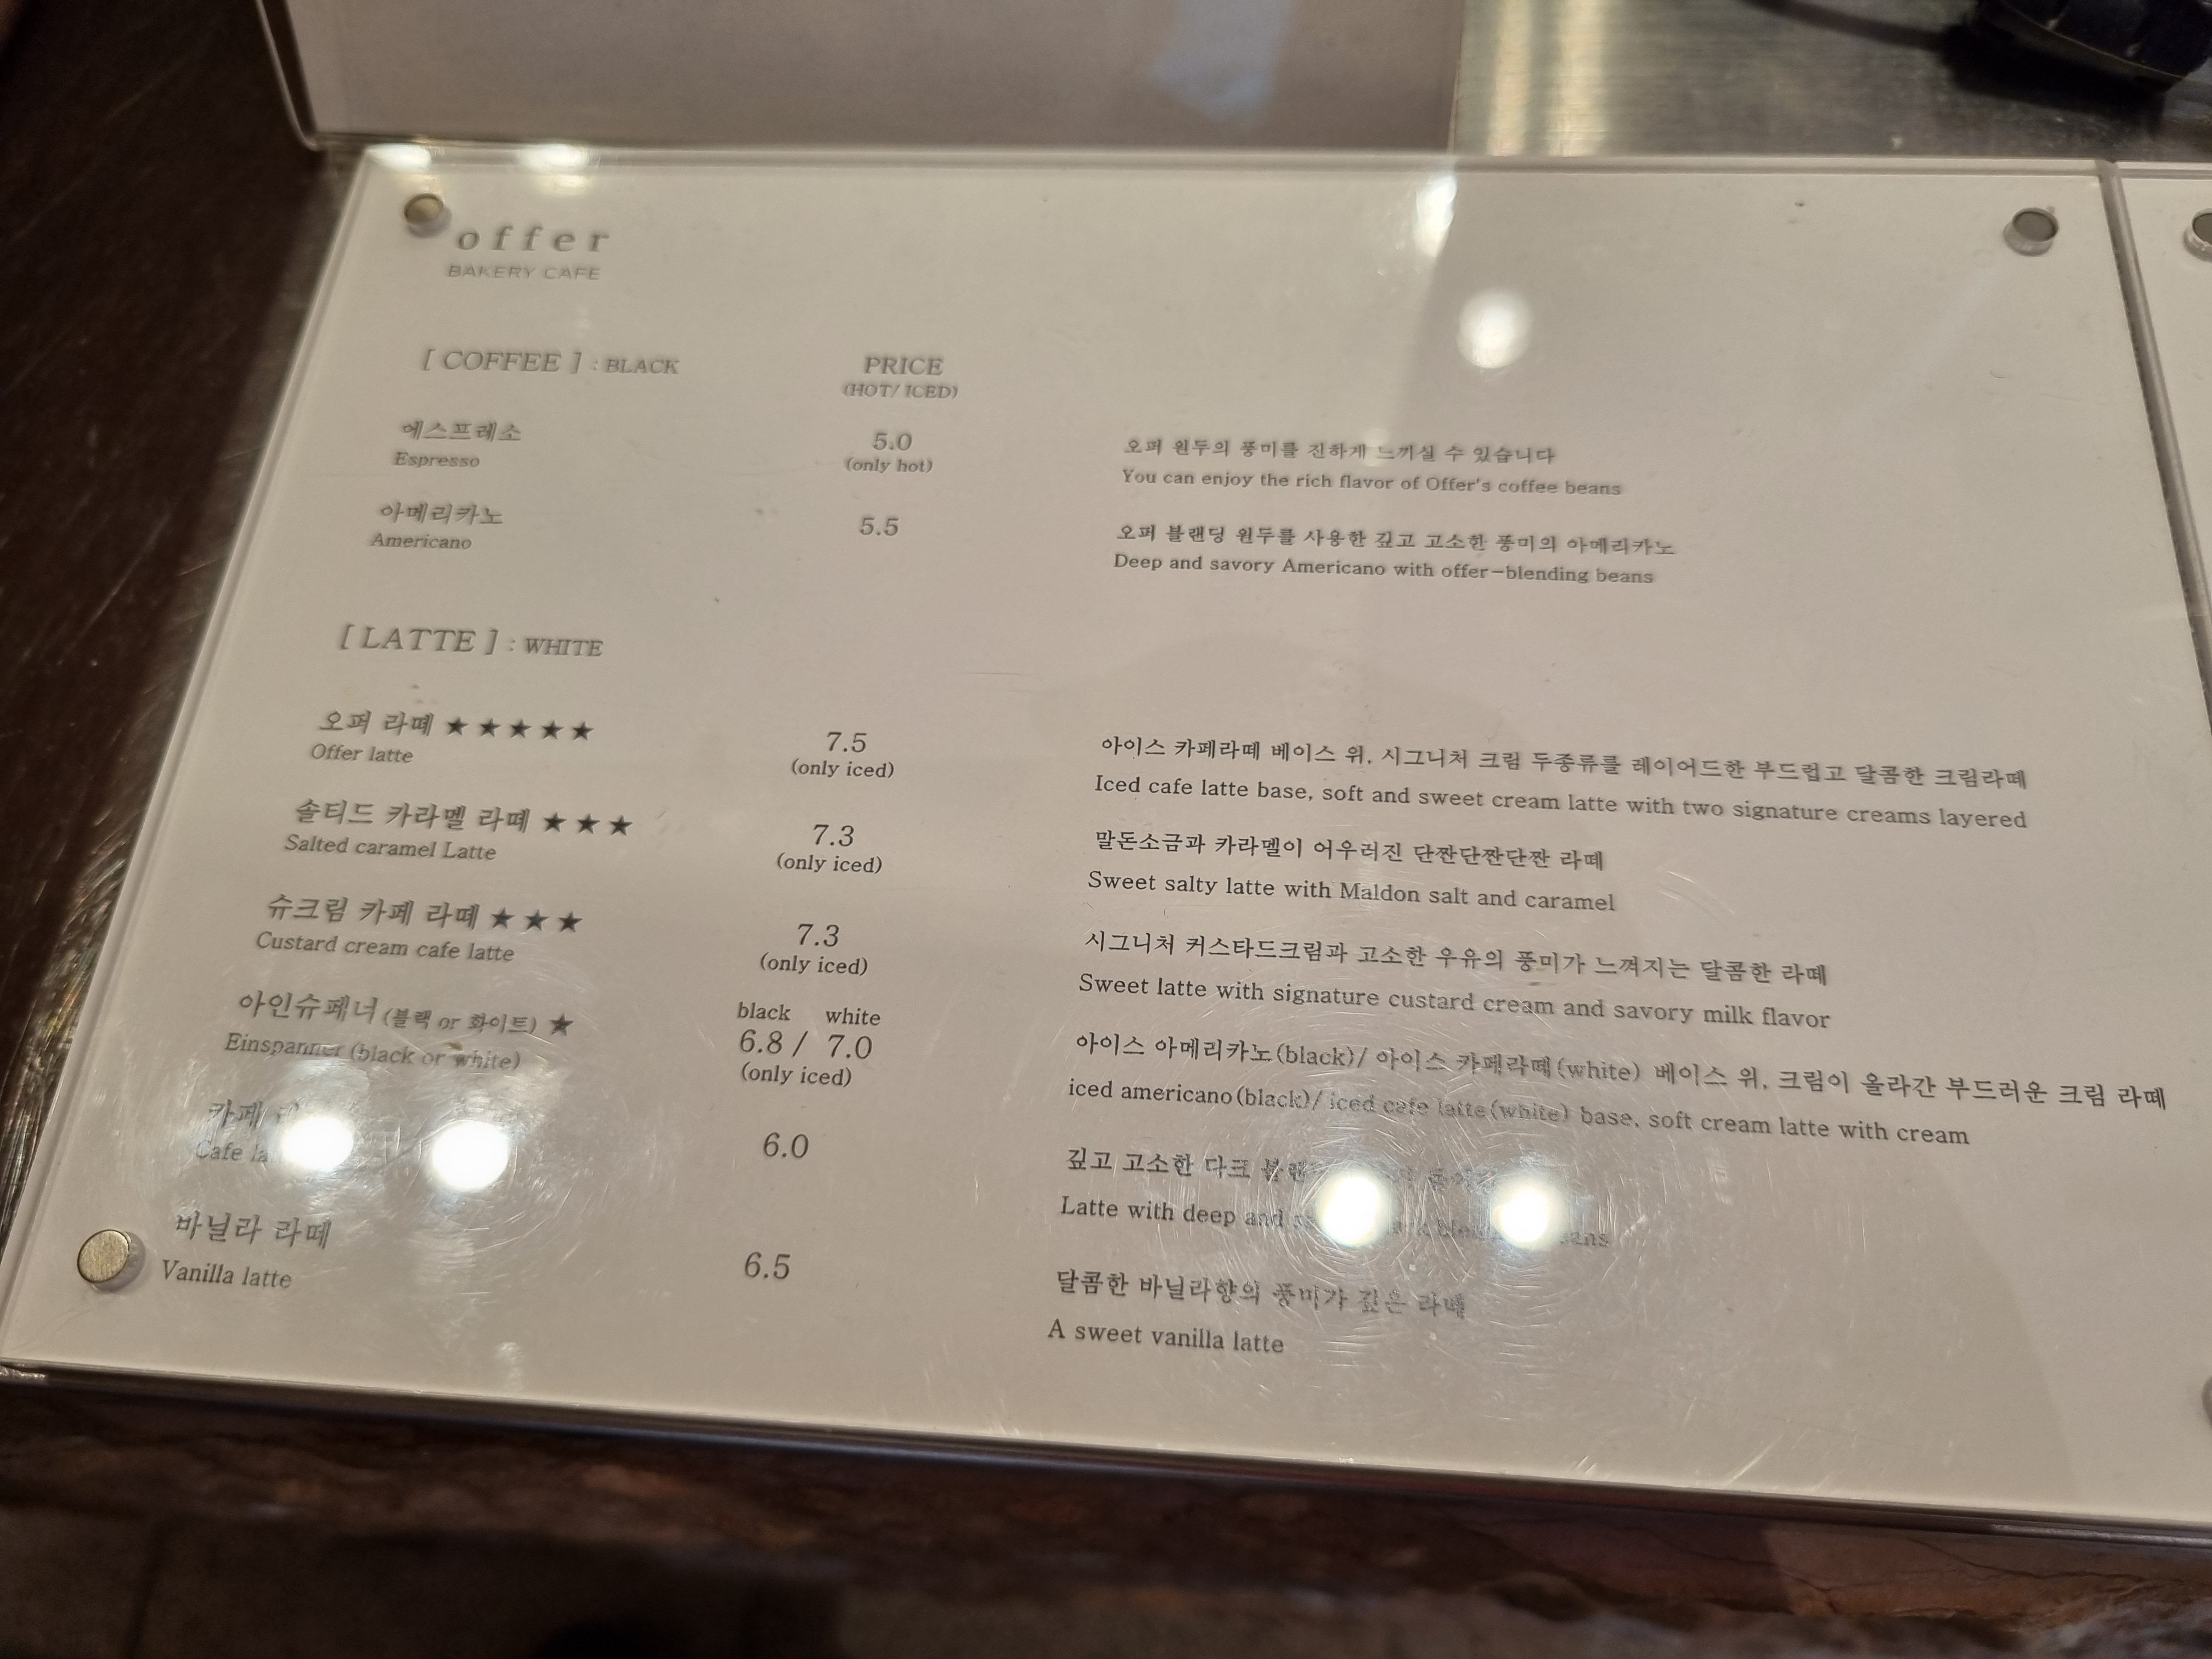 offer
BAKERY CAFE
[ COFFEE ] : BLACK
PRICE
(HOT/ ICED)
에스프레소
Espresso
5.0
(only hot)
오퍼 원두의 풍미를 진하게 느끼실 수 있습니다
You can enjoy the rich flavor of Offer's coffee beans
아메리카노
Americano
5.5
오퍼 블랜딩 원두를 사용한 깊고 고소한 풍미의 아메리카노
Deep and savory Americano with offer-blending beans
[ LATTE ] : WHITE
오퍼 라떼 ★★★★★
Offer latte
7.5
(only iced)
아이스 카페라떼 베이스 위, 시그니처 크림 두종류를 레이어드한 부드럽고 달콤한 크림라떼
Iced cafe latte base, soft and sweet cream latte with two signature creams layered
솔티드 카라멜 라떼 ★★★
Salted caramel Latte
7.3
(only iced)
말돈소금과 카라멜이 어우러진 단짠단짠단짠 라떼
Sweet salty latte with Maldon salt and caramel
슈크림 카페 라떼 ★★★
Custard cream cafe latte
7.3
(only iced)
시그니처 커스타드크림과 고소한 우유의 풍미가 느껴지는 달콤한 라떼
Sweet latte with signature custard cream and savory milk flavor
아인슈페너 (블랙 or 화이트) ★
Einspanner (black or white)
black white
6.8 / 7.0
(only iced)
아이스 아메리카노(black)/ 아이스 카페라떼(white) 베이스 위, 크림이 올라간 부드러운 크림 라떼
iced americano(black)/ iced cafe latte(white) base, soft cream latte with cream
카페
Cafe
6.0
깊고 고소한 다크
Latte with deep and
바닐라 라떼
Vanilla latte
6.5
달콤한 바닐라향의 풍미가 깊은 라떼
A sweet vanilla latte